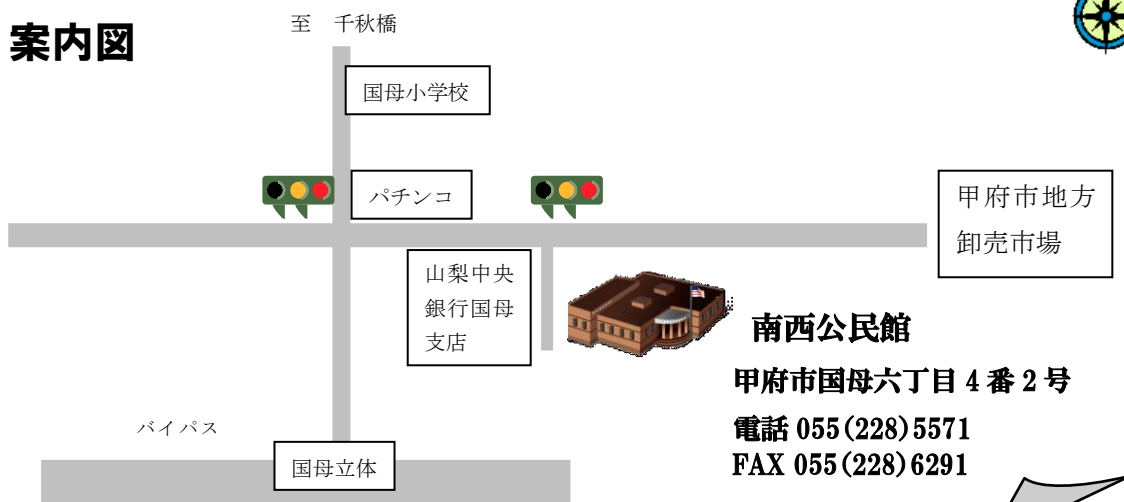 至　千秋橋
案内図
国母小学校
パチンコ
甲府市地方
卸売市場
山梨中央
銀行国母
支店
南西公民館
甲府市国母六丁目4番2号
電話 055(228)5571
FAX 055(228)6291
バイパス
国母立体